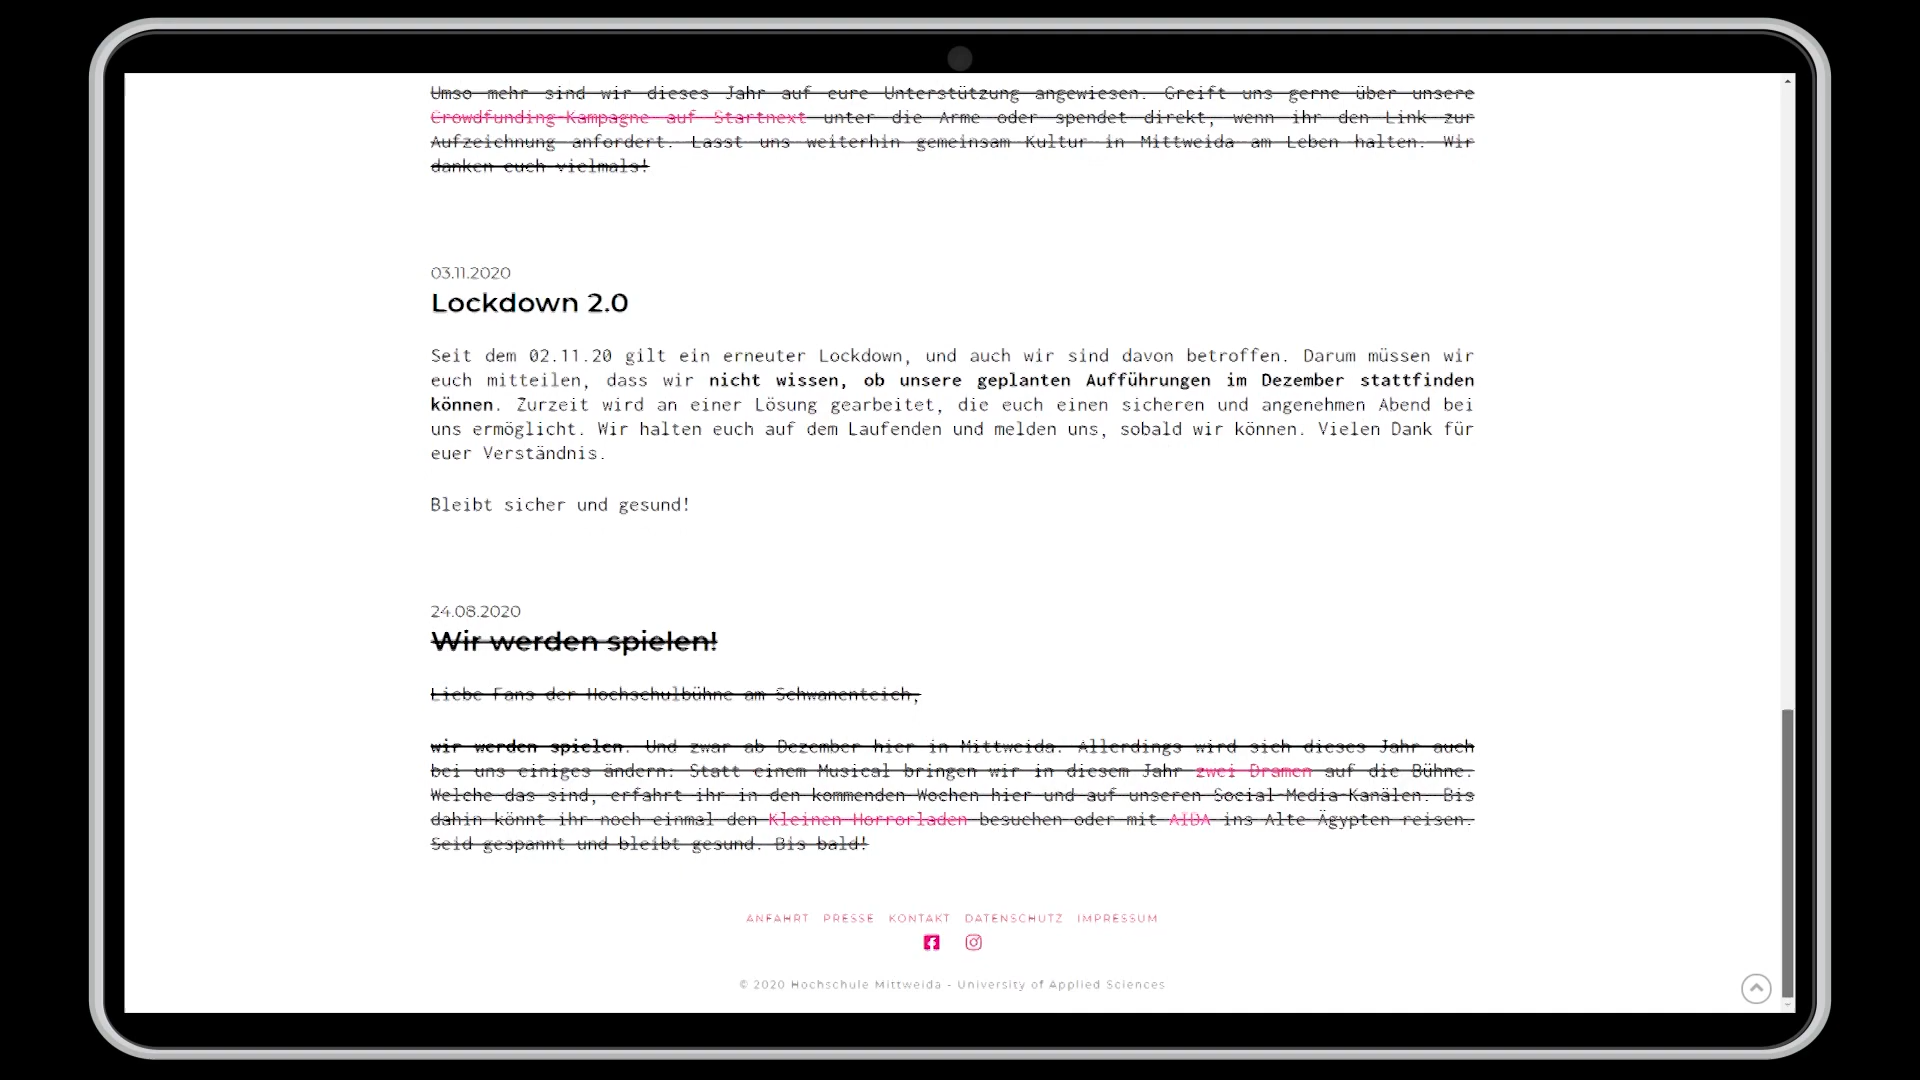 Umso mehr sind wir dieses Jahr auf eure Unterstützung angewiesen. Greift uns gerne über unsere
Crowdfunding-Kampagne auf Startnext unter die Arme oder spendet direkt, wenn ihr den Link zur
Aufzeichnung anfordert. Lasst uns weiterhin gemeinsam Kultur in Mittweida am Leben halten. Wir
danken euch vielmals!
03.11.2020
Lockdown 2.0
Seit dem 02.11.20 gilt ein erneuter Lockdown, und auch wir sind davon betroffen. Darum müssen wir
euch mitteilen, dass wir nicht wissen, ob unsere geplanten Aufführungen im Dezember stattfinden
können. Zurzeit wird an einer Lösung gearbeitet, die euch einen sicheren und angenehmen Abend bei
uns ermöglicht. Wir halten euch auf dem Laufenden und melden uns, sobald wir können. Vielen Dank für
euer Verständnis.
Bleibt sicher und gesund!
24.08.2020
Wir werden spielen!
Liebe Fans der Hochschulbühne am Schwanenteich,
wir werden spielen. Und zwar ab Dezember hier in Mittweida. Allerdings wird sich dieses Jahr auch
bei uns einiges ändern: Statt einem Musical bringen wir in diesem Jahr zwei Dramen auf die Bühne.
Welche das sind, erfahrt ihr in den kommenden Wochen hier und auf unseren Social-Media-Kanälen. Bis
dahin könnt ihr noch einmal den Kleinen Horrorladen besuchen oder mit AIDA ins Alte Ägypten reisen.
Seid gespannt und bleibt gesund. Bis bald!
ANFAHRT PRESSE KONTAKT DATENSCHUTZ IMPRESSUM
© 2020 Hochschule Mittweida - University of Applied Sciences